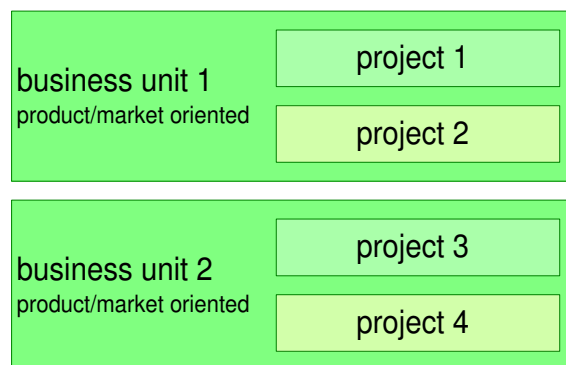 business unit 1
product/market oriented
project 1
project 2
business unit 2
product/market oriented
project 3
project 4